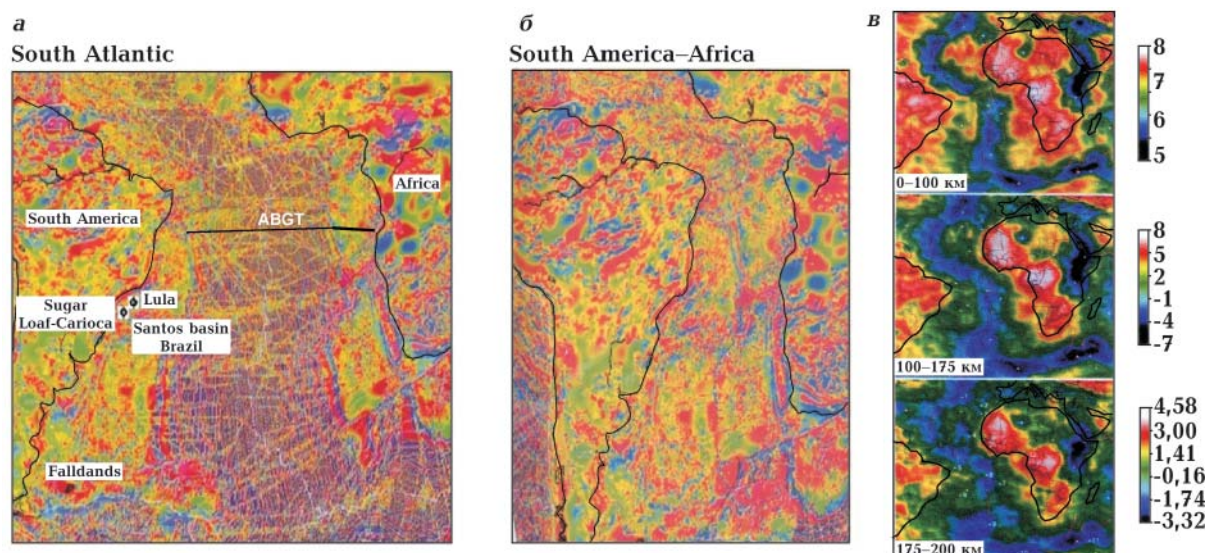 а
South Atlantic
Africa
South America
ABGT
Lula
Sugar
Loaf-Carioca
Santos basin
Brazil
Falldands
б
South America–Africa
в
8
7
6
5
0–100 км
8
5
2
-1
-4
-7
100–175 км
4,58
3,00
1,41
-0,16
-1,74
-3,32
175–200 км